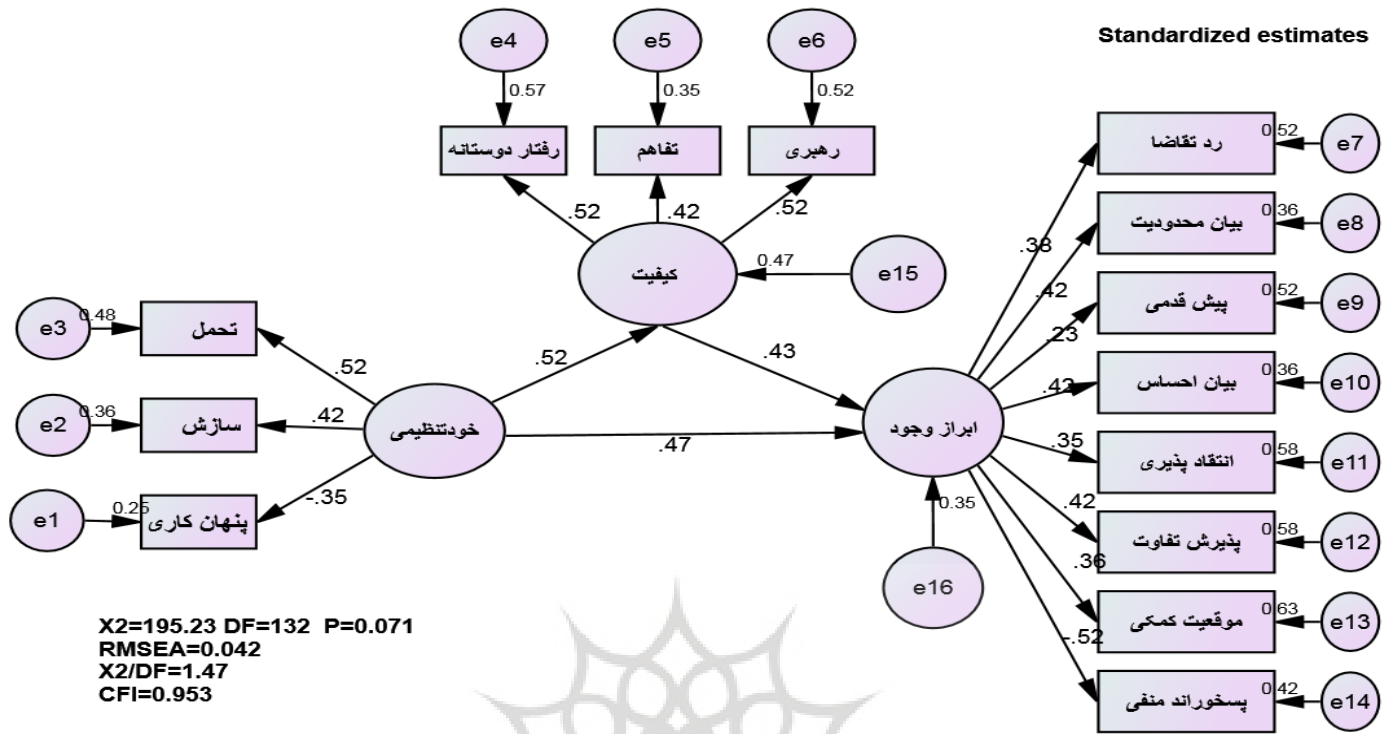 Standardized estimates
e4
e5
e6
0.57
0.35
0.52
رفتار دوستانه
تفاهم
رهبری
.52
.42
.52
کیفیت
0.47
e15
e3
0.48
تحمل
.52
e2
0.36
سازش
.42
e1
0.25
پنهان کاری
-.35
خودتنظیمی
.52
.43
.47
ابراز وجود
0.35
e16
.38
رد تقاضا
0.52
e7
.42
بیان محدودیت
0.36
e8
.23
پیش قدمی
0.52
e9
.42
بیان احساس
0.36
e10
.35
انتقاد پذیری
0.58
e11
.42
پذیرش تفاوت
0.58
e12
.36
موقعیت کمکی
0.63
e13
-.52
پسخوراند منفی
0.42
e14
X2=195.23 DF=132 P=0.071
RMSEA=0.042
X2/DF=1.47
CFI=0.953